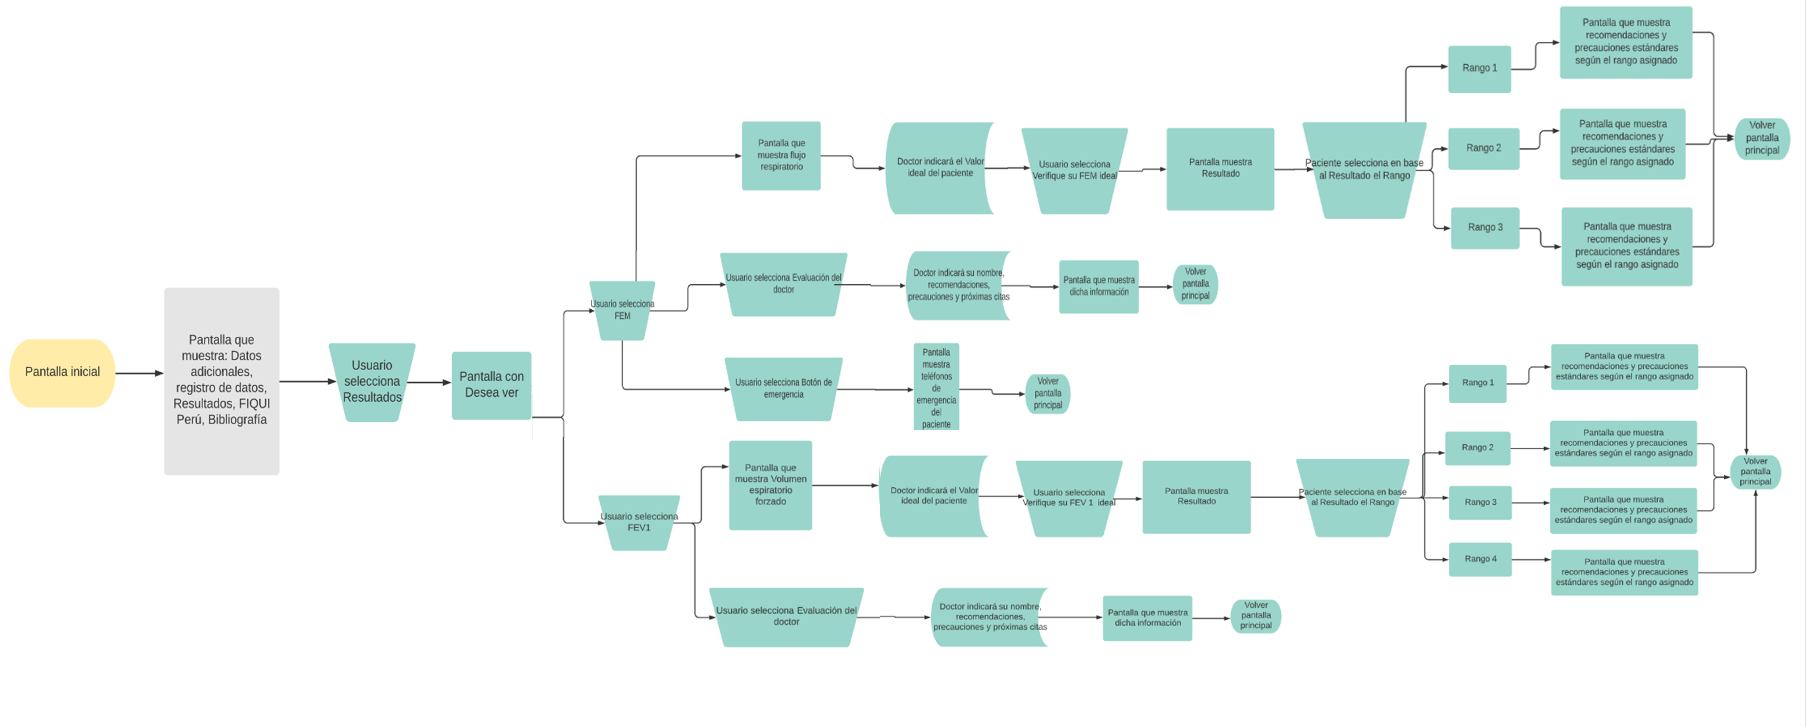 Pantalla inicial
Pantalla que
muestra: Datos
adicionales,
registro de datos,
Resultados, FIQUI
Perú, Bibliografía
Usuario
selecciona
Resultados
Pantalla con
Desea ver
Usuario selecciona
FEM
Pantalla que
muestra flujo
respiratorio
Doctor indicará el Valor
ideal del paciente
Usuario selecciona
Verifique su FEM ideal
Pantalla muestra
Resultado
Paciente selecciona en base
al Resultado el Rango
Rango 1
Pantalla que muestra
recomendaciones y
precauciones estándares
según el rango asignado
Rango 2
Pantalla que muestra
recomendaciones y
precauciones estándares
según el rango asignado
Rango 3
Pantalla que muestra
recomendaciones y
precauciones estándares
según el rango asignado
Volver
pantalla
principal
Usuario selecciona Evaluación del
doctor
Doctor indicará su nombre,
recomendaciones,
precauciones y próximas citas
Pantalla que muestra
dicha información
Volver
pantalla
principal
Usuario selecciona Botón de
emergencia
Pantalla
muestra
teléfonos
de
emergencia
del
paciente
Volver
pantalla
principal
Usuario selecciona
FEV1
Pantalla que
muestra Volumen
espiratorio
forzado
Doctor indicará el Valor
ideal del paciente
Usuario selecciona
Verifique su FEV 1 ideal
Pantalla muestra
Resultado
Paciente selecciona en base
al Resultado el Rango
Rango 1
Pantalla que muestra
recomendaciones y precauciones
estándares según el rango asignado
Rango 2
Pantalla que muestra
recomendaciones y precauciones
estándares según el rango asignado
Rango 3
Pantalla que muestra
recomendaciones y precauciones
estándares según el rango asignado
Rango 4
Pantalla que muestra
recomendaciones y precauciones
estándares según el rango asignado
Volver
pantalla
principal
Usuario selecciona Evaluación del
doctor
Doctor indicará su nombre,
recomendaciones,
precauciones y próximas citas
Pantalla que muestra
dicha información
Volver
pantalla
principal